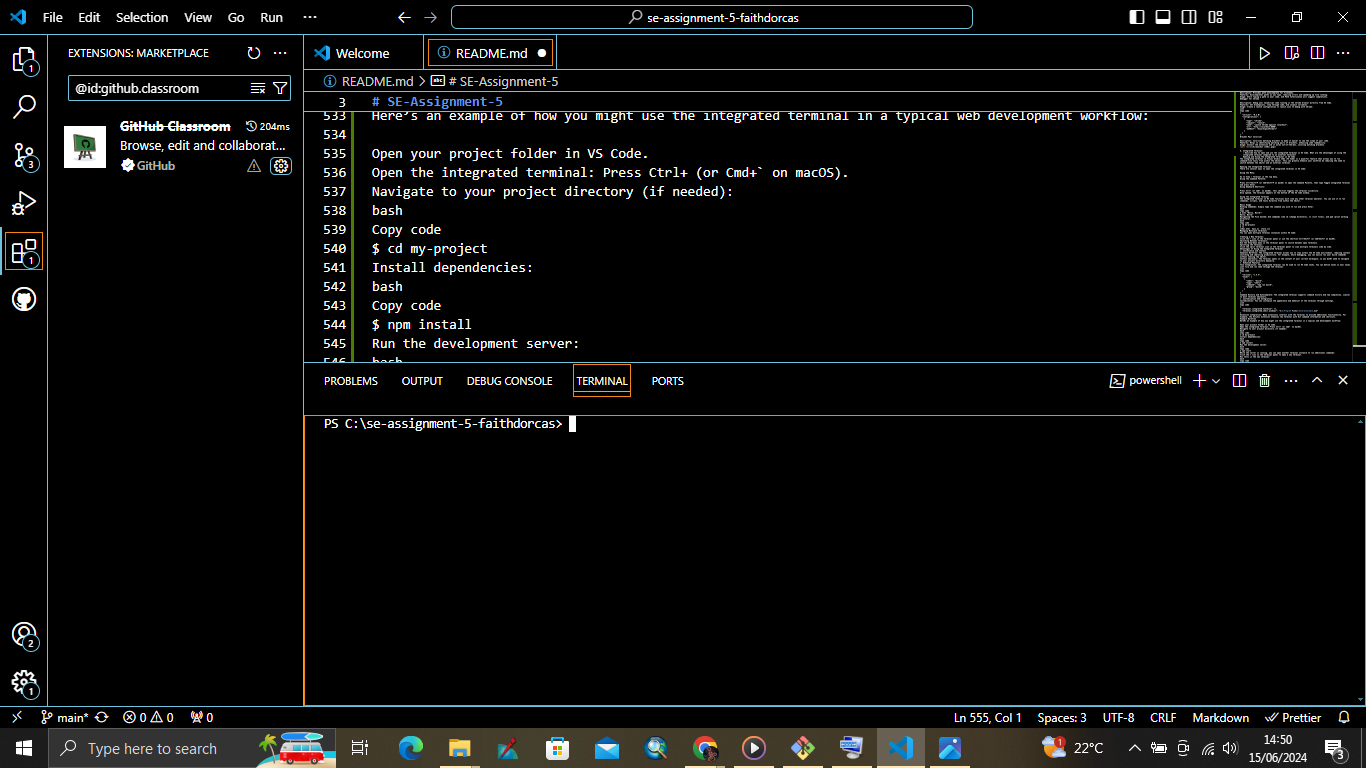 File Edit Selection View Go Run ···
se-assignment-5-faithdorcas
EXTENSIONS: MARKETPLACE
@id:github.classroom
GitHub Classroom 204ms
Browse, edit and collaborat...
GitHub
Welcome
README.md
README.md > # SE-Assignment-5
3 # SE-Assignment-5
533 Here's an example of how you might use the integrated terminal in a typical web development workflow:
534
535 Open your project folder in VS Code.
536 Open the integrated terminal: Press Ctrl+ (or Cmd+` on macOS).
537 Navigate to your project directory (if needed):
538 bash
539 Copy code
540 $ cd my-project
541 Install dependencies:
542 bash
543 Copy code
544 $ npm install
545 Run the development server:
546 bash
PROBLEMS OUTPUT DEBUG CONSOLE TERMINAL PORTS
powershell
PS C:\se-assignment-5-faithdorcas>
1
3
1
2
1
main* 0 0 0
Ln 555, Col 1 Spaces: 3 UTF-8 CRLF Markdown Prettier
Type here to search
1 22°C
14:50
15/06/2024
3